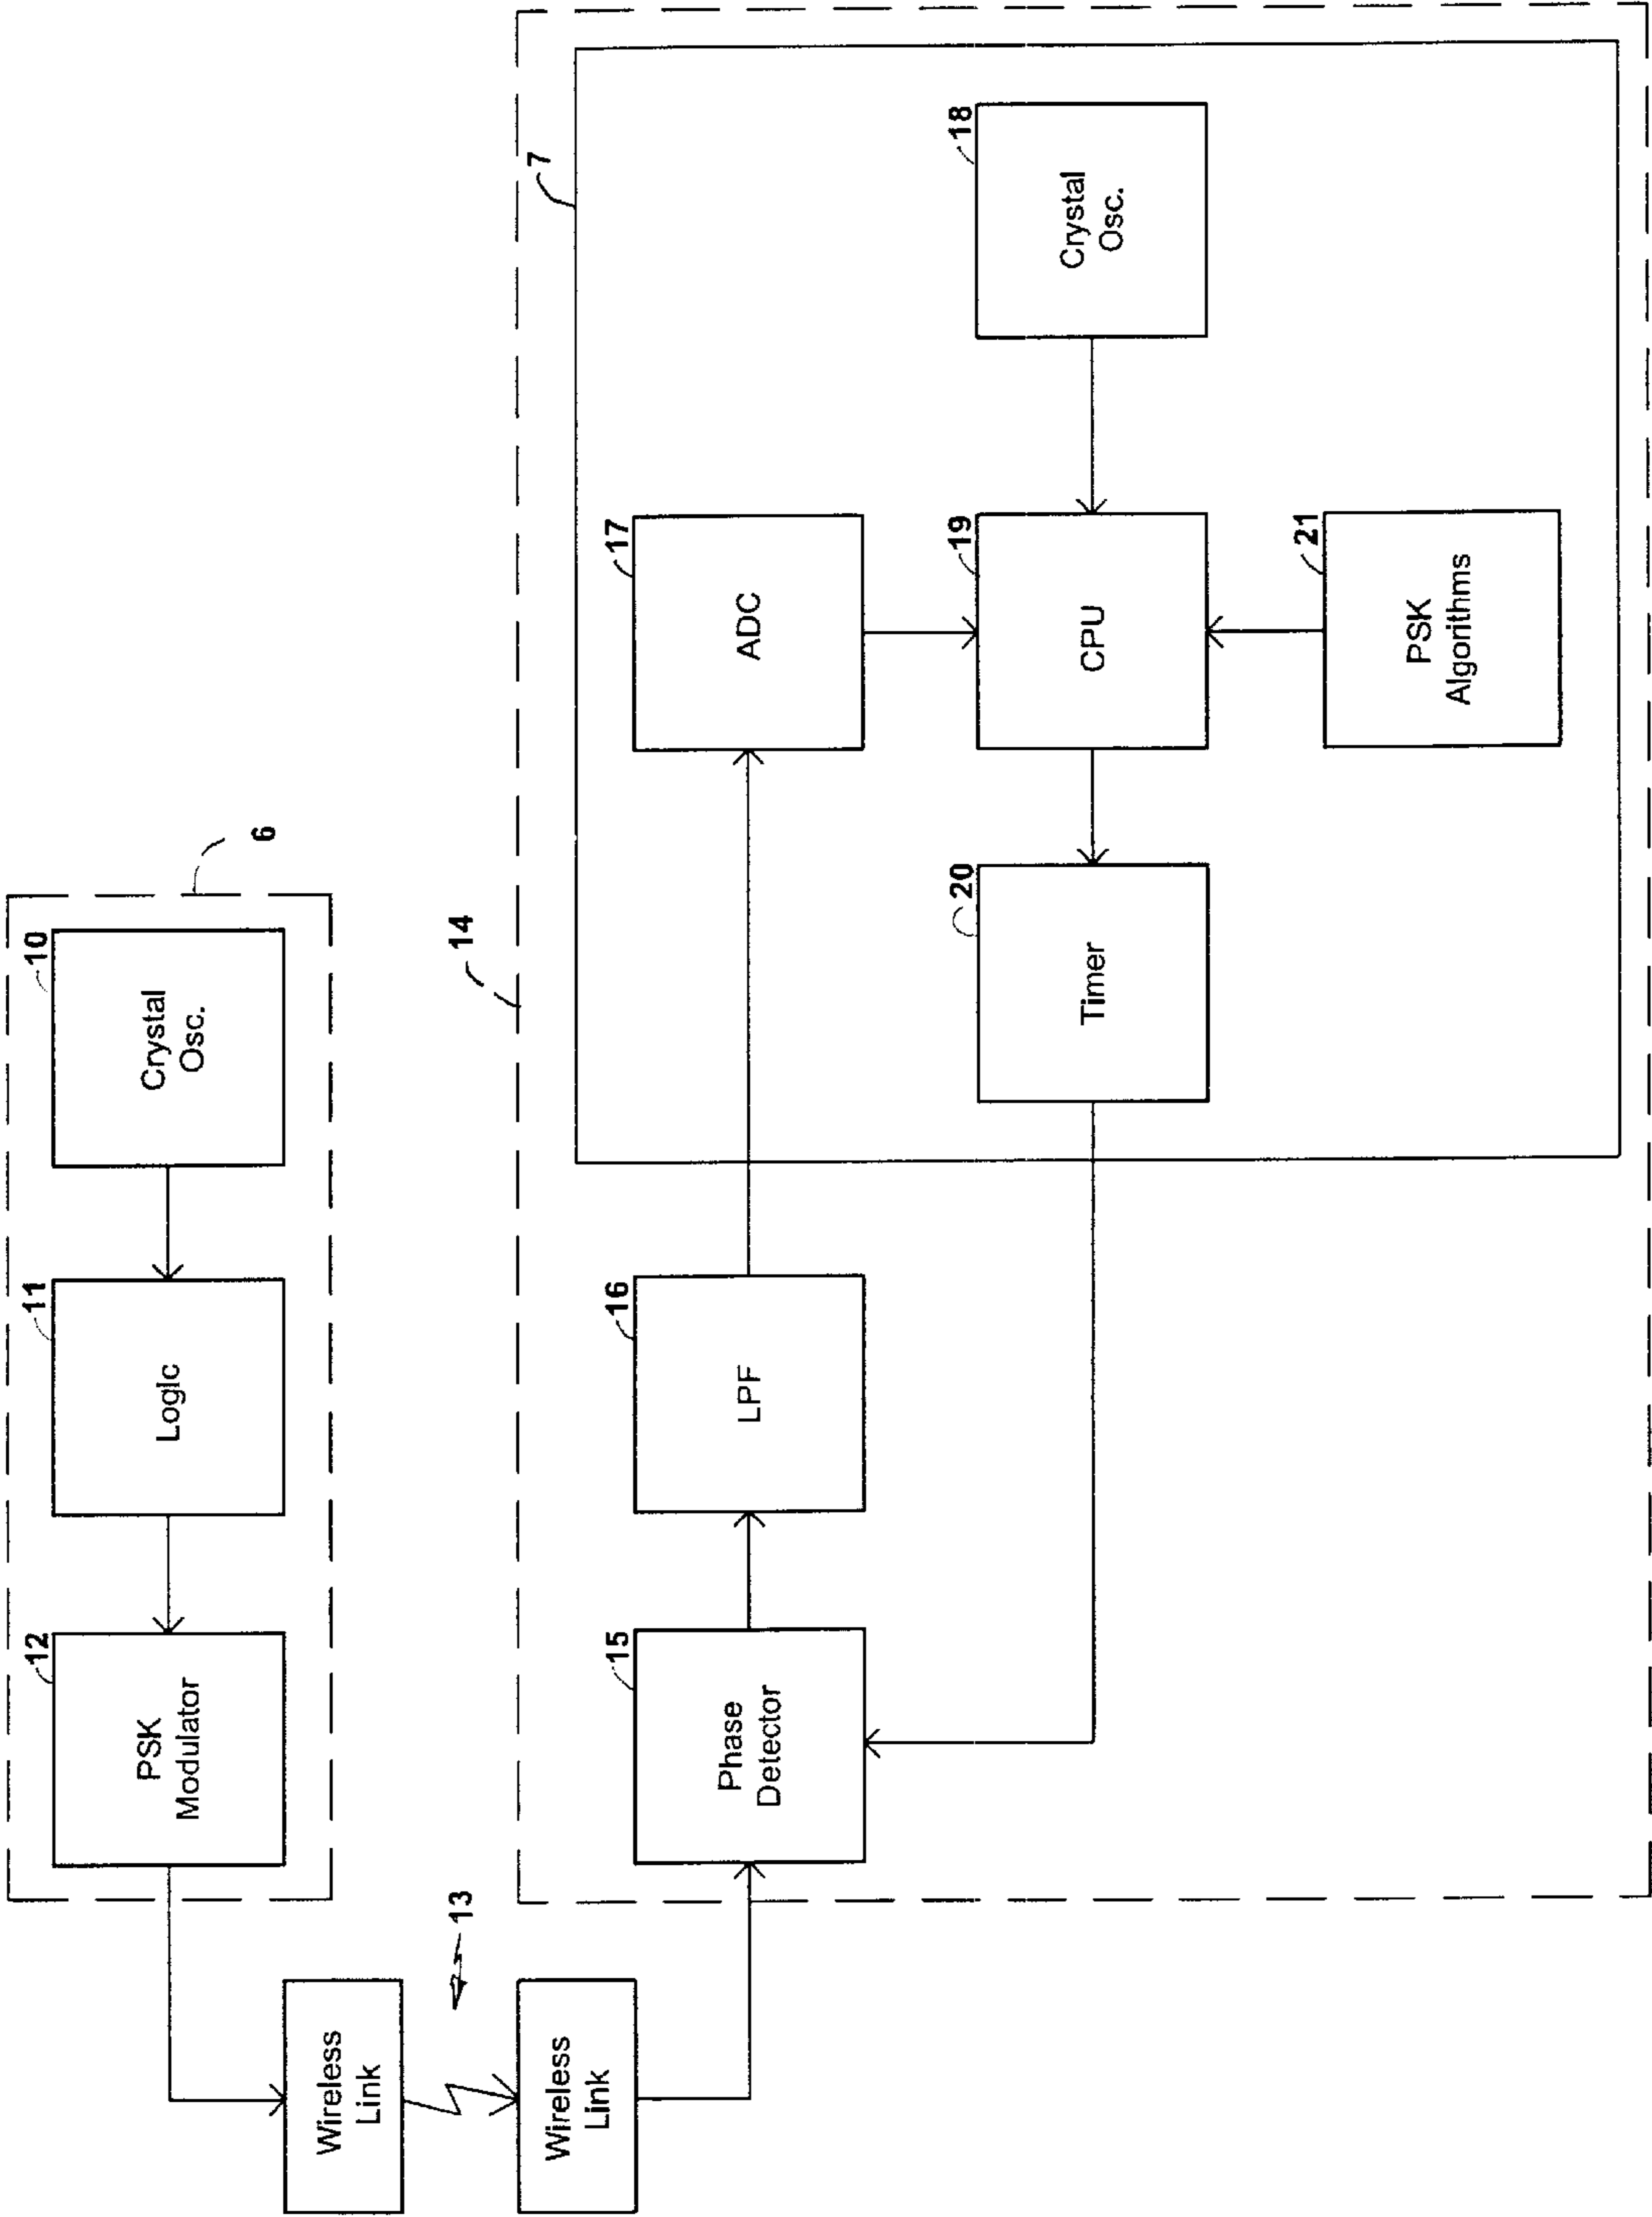 6
10
Crystal
Osc.
11
Logic
12
PSK
Modulator
13
Wireless
Link
Wireless
Link
14
7
15
Phase
Detector
16
LPF
17
ADC
18
Crystal
Osc.
19
CPU
20
Timer
21
PSK
Algorithms